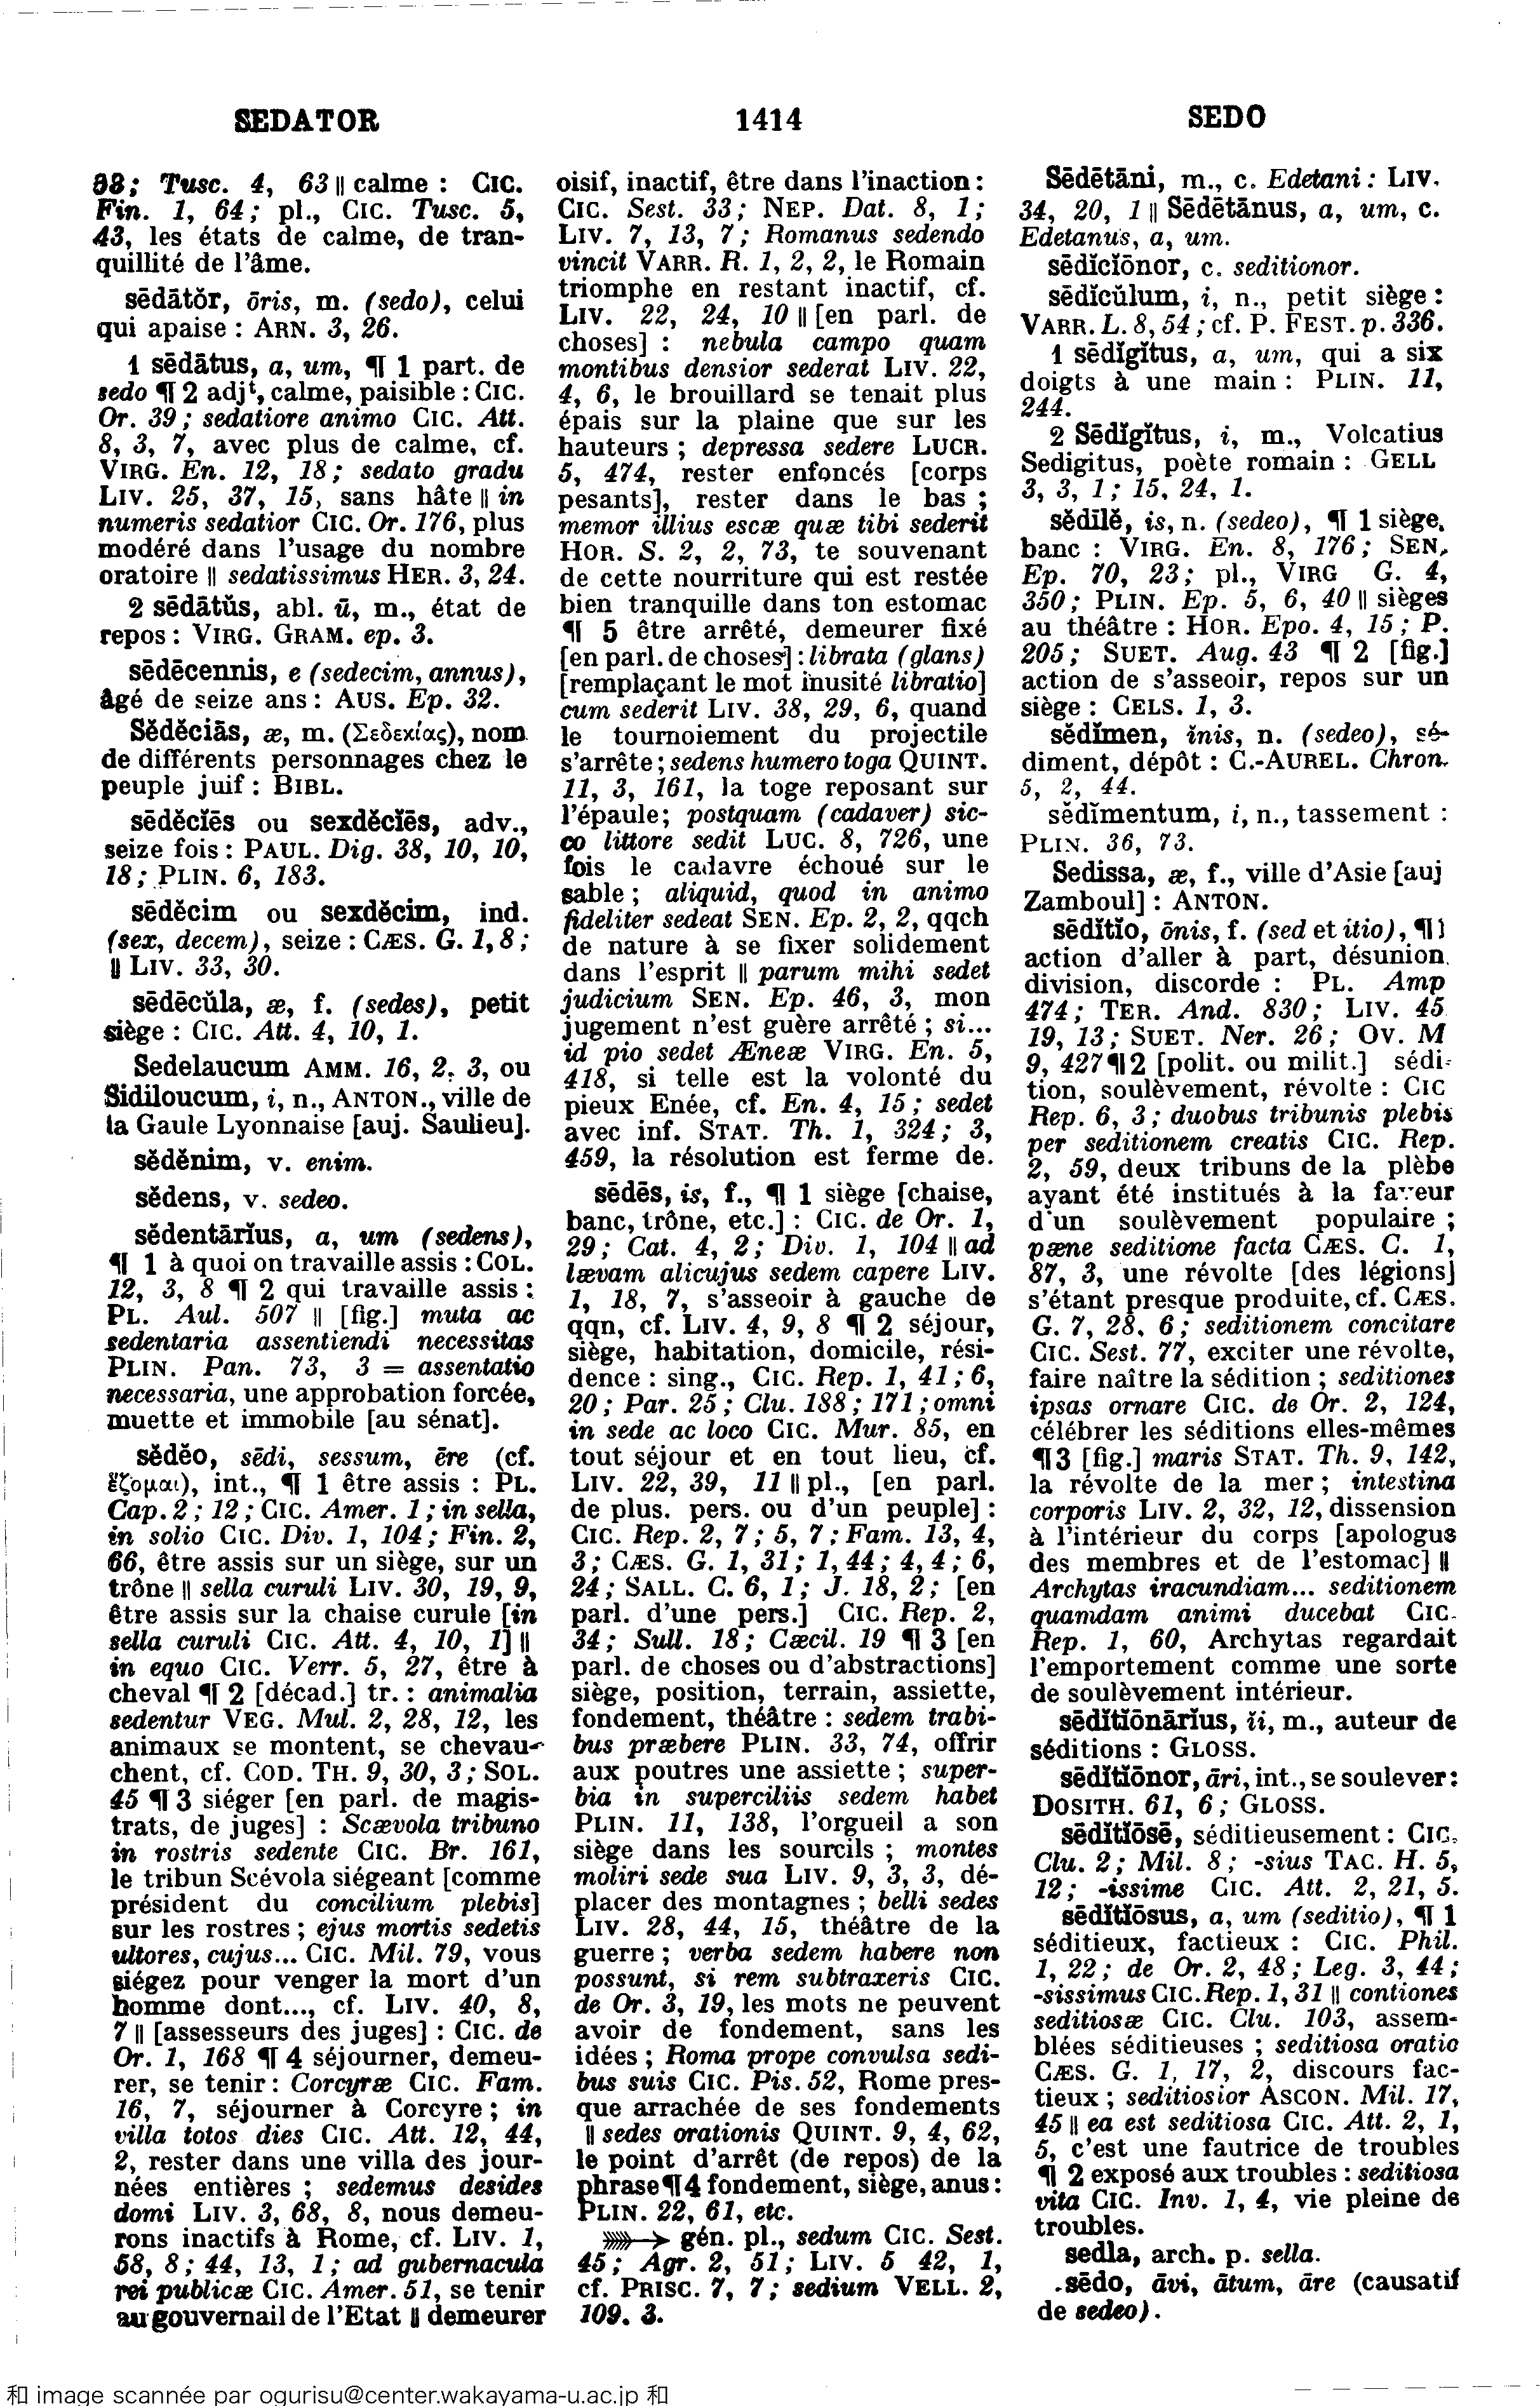 SEDATOR
1414
SEDO
38; Tusc. 4, 63 || calme : CIC.
Fin. 1, 64; pl., CIC. Tusc. 5,
43, les états de calme, de tran-
quillité de l'âme.
sēdātŏr, ōris, m. (sedo), celui
qui apaise : ARN. 3, 26.
1 sēdātus, a, um, ¶ 1 part. de
sedo ¶ 2 adjᵗ, calme, paisible : CIC.
Or. 39 ; sedatiore animo CIC. Att.
8, 3, 7, avec plus de calme, cf.
VIRG. En. 12, 18 ; sedato gradu
LIV. 25, 37, 15, sans hâte || in
numeris sedatior CIC. Or. 176, plus
modéré dans l'usage du nombre
oratoire || sedatissimus HER. 3, 24.
2 sēdātŭs, abl. ū, m., état de
repos : VIRG. GRAM. ep. 3.
sēdēcennis, e (sedecim, annus),
âgé de seize ans : AUS. Ep. 32.
Sĕdĕciās, æ, m. (Σεδεκίας), nom
de différents personnages chez le
peuple juif : BIBL.
sēdĕcĭēs ou sexdĕcĭēs, adv.,
seize fois : PAUL. Dig. 38, 10, 10,
18 ; PLIN. 6, 183.
sēdĕcim ou sexdĕcim, ind.
(sex, decem), seize : CÆS. G. 1, 8 ;
|| LIV. 33, 30.
sēdēcŭla, æ, f. (sedes), petit
siège : CIC. Att. 4, 10, 1.
Sedelaucum AMM. 16, 2, 3, ou
Sidiloucum, i, n., ANTON., ville de
la Gaule Lyonnaise [auj. Saulieu].
sĕdĕnim, v. enim.
sĕdens, v. sedeo.
sĕdentārĭus, a, um (sedens),
¶ 1 à quoi on travaille assis : COL.
12, 3, 8 ¶ 2 qui travaille assis :
PL. Aul. 507 || [fig.] muta ac
sedentaria assentiendi necessitas
PLIN. Pan. 73, 3 = assentatio
necessaria, une approbation forcée,
muette et immobile [au sénat].
sĕdĕo, sēdi, sessum, ēre (cf.
ἕζομαι), int., ¶ 1 être assis : PL.
Cap. 2 ; 12 ; CIC. Amer. 1 ; in sella,
in solio CIC. Div. 1, 104 ; Fin. 2,
66, être assis sur un siège, sur un
trône || sella curuli LIV. 30, 19, 9,
être assis sur la chaise curule [in
sella curuli CIC. Att. 4, 10, 1] ||
in equo CIC. Verr. 5, 27, être à
cheval ¶ 2 [décad.] tr. : animalia
sedentur VEG. Mul. 2, 28, 12, les
animaux se montent, se chevau-
chent, cf. COD. TH. 9, 30, 3 ; SOL.
45 ¶ 3 siéger [en parl. de magis-
trats, de juges] : Scævola tribuno
in rostris sedente CIC. Br. 161,
le tribun Scévola siégeant [comme
président du concilium plebis]
sur les rostres ; ejus mortis sedetis
ultores, cujus... CIC. Mil. 79, vous
siégez pour venger la mort d'un
homme dont..., cf. LIV. 40, 8,
7 || [assesseurs des juges] : CIC. de
Or. 1, 168 ¶ 4 séjourner, demeu-
rer, se tenir : Corcyræ CIC. Fam.
16, 7, séjourner à Corcyre ; in
villa totos dies CIC. Att. 12, 44,
2, rester dans une villa des jour-
nées entières ; sedemus desides
domi LIV. 3, 68, 8, nous demeu-
rons inactifs à Rome, cf. LIV. 1,
58, 8 ; 44, 13, 1 ; ad gubernacula
rei publicæ CIC. Amer. 51, se tenir
au gouvernail de l'Etat || demeurer
oisif, inactif, être dans l'inaction :
CIC. Sest. 33 ; NEP. Dat. 8, 1 ;
LIV. 7, 13, 7 ; Romanus sedendo
vincit VARR. R. 1, 2, 2, le Romain
triomphe en restant inactif, cf.
LIV. 22, 24, 10 || [en parl. de
choses] : nebula campo quam
montibus densior sederat LIV. 22,
4, 6, le brouillard se tenait plus
épais sur la plaine que sur les
hauteurs ; depressa sedere LUCR.
5, 474, rester enfoncés [corps
pesants], rester dans le bas ;
memor illius escæ quæ tibi sederit
HOR. S. 2, 2, 73, te souvenant
de cette nourriture qui est restée
bien tranquille dans ton estomac
¶ 5 être arrêté, demeurer fixé
[en parl. de choses] : librata (glans)
[remplaçant le mot inusité libratio]
cum sederit LIV. 38, 29, 6, quand
le tournoiement du projectile
s'arrête ; sedens humero toga QUINT.
11, 3, 161, la toge reposant sur
l'épaule ; postquam (cadaver) sic-
co littore sedit LUC. 8, 726, une
fois le cadavre échoué sur le
sable ; aliquid, quod in animo
fideliter sedeat SEN. Ep. 2, 2, qqch
de nature à se fixer solidement
dans l'esprit || parum mihi sedet
judicium SEN. Ep. 46, 3, mon
jugement n'est guère arrêté ; si...
id pio sedet Æneæ VIRG. En. 5,
418, si telle est la volonté du
pieux Enée, cf. En. 4, 15 ; sedet
avec inf. STAT. Th. 1, 324 ; 3,
459, la résolution est ferme de.
sēdēs, is, f., ¶ 1 siège [chaise,
banc, trône, etc.] : CIC. de Or. 1,
29 ; Cat. 4, 2 ; Div. 1, 104 || ad
lævam alicujus sedem capere LIV.
1, 18, 7, s'asseoir à gauche de
qqn, cf. LIV. 4, 9, 8 ¶ 2 séjour,
siège, habitation, domicile, rési-
dence : sing., CIC. Rep. 1, 41 ; 6,
20 ; Par. 25 ; Clu. 188 ; 171 ; omni
in sede ac loco CIC. Mur. 85, en
tout séjour et en tout lieu, cf.
LIV. 22, 39, 11 || pl., [en parl.
de plus. pers. ou d'un peuple] :
CIC. Rep. 2, 7 ; 5, 7 ; Fam. 13, 4,
3 ; CÆS. G. 1, 31 ; 1, 44 ; 4, 4 ; 6,
24 ; SALL. C. 6, 1 ; J. 18, 2 ; [en
parl. d'une pers.] CIC. Rep. 2,
34 ; Sull. 18 ; Cæcil. 19 ¶ 3 [en
parl. de choses ou d'abstractions]
siège, position, terrain, assiette,
fondement, théâtre : sedem trabi-
bus præbere PLIN. 33, 74, offrir
aux poutres une assiette ; super-
bia in superciliis sedem habet
PLIN. 11, 138, l'orgueil a son
siège dans les sourcils ; montes
moliri sede sua LIV. 9, 3, 3, dé-
placer des montagnes ; belli sedes
LIV. 28, 44, 15, théâtre de la
guerre ; verba sedem habere non
possunt, si rem subtraxeris CIC.
de Or. 3, 19, les mots ne peuvent
avoir de fondement, sans les
idées ; Roma prope convulsa sedi-
bus suis CIC. Pis. 52, Rome pres-
que arrachée de ses fondements
|| sedes orationis QUINT. 9, 4, 62,
le point d'arrêt (de repos) de la
phrase ¶ 4 fondement, siège, anus :
PLIN. 22, 61, etc.
➳ gén. pl., sedum CIC. Sest.
45 ; Agr. 2, 51 ; LIV. 5 42, 1,
cf. PRISC. 7, 7 ; sedium VELL. 2,
109, 3.
Sēdētāni, m., c. Edetani : LIV.
34, 20, 1 || Sēdētānus, a, um, c.
Edetanus, a, um.
sēdĭcĭōnor, c. seditionor.
sēdĭcŭlum, i, n., petit siège :
VARR. L. 8, 54 ; cf. P. FEST. p. 336.
1 sēdĭgĭtus, a, um, qui a six
doigts à une main : PLIN. 11,
244.
2 Sēdĭgĭtus, i, m., Volcatius
Sedigitus, poète romain : GELL
3, 3, 1 ; 15, 24, 1.
sĕdīlĕ, is, n. (sedeo), ¶ 1 siège,
banc : VIRG. En. 8, 176 ; SEN.
Ep. 70, 23 ; pl., VIRG G. 4,
350 ; PLIN. Ep. 5, 6, 40 || sièges
au théâtre : HOR. Epo. 4, 15 ; P.
205 ; SUET. Aug. 43 ¶ 2 [fig.]
action de s'asseoir, repos sur un
siège : CELS. 1, 3.
sĕdĭmen, ĭnis, n. (sedeo), sé-
diment, dépôt : C.-AUREL. Chron.
5, 2, 44.
sĕdĭmentum, i, n., tassement :
PLIN. 36, 73.
Sedissa, æ, f., ville d'Asie [auj
Zamboul] : ANTON.
sēdĭtĭo, ōnis, f. (sed et itio), ¶ 1
action d'aller à part, désunion,
division, discorde : PL. Amp
474 ; TER. And. 830 ; LIV. 45
19, 13 ; SUET. Ner. 26 ; OV. M
9, 427 ¶ 2 [polit. ou milit.] sédi-
tion, soulèvement, révolte : CIC
Rep. 6, 3 ; duobus tribunis plebis
per seditionem creatis CIC. Rep.
2, 59, deux tribuns de la plèbe
ayant été institués à la faveur
d'un soulèvement populaire ;
pæne seditione facta CÆS. C. 1,
87, 3, une révolte [des légions]
s'étant presque produite, cf. CÆS.
G. 7, 28, 6 ; seditionem concitare
CIC. Sest. 77, exciter une révolte,
faire naître la sédition ; seditiones
ipsas ornare CIC. de Or. 2, 124,
célébrer les séditions elles-mêmes
¶ 3 [fig.] maris STAT. Th. 9, 142,
la révolte de la mer ; intestina
corporis LIV. 2, 32, 12, dissension
à l'intérieur du corps [apologus
des membres et de l'estomac] ||
Archytas iracundiam... seditionem
quamdam animi ducebat CIC.
Rep. 1, 60, Archytas regardait
l'emportement comme une sorte
de soulèvement intérieur.
sēdĭtĭōnārĭus, ĭi, m., auteur de
séditions : GLOSS.
sēdĭtĭōnor, āri, int., se soulever :
DOSITH. 61, 6 ; GLOSS.
sēdĭtĭōsē, séditieusement : CIC.
Clu. 2 ; Mil. 8 ; -sius TAC. H. 5,
12 ; -issime CIC. Att. 2, 21, 5.
sēdĭtĭōsus, a, um (seditio), ¶ 1
séditieux, factieux : CIC. Phil.
1, 22 ; de Or. 2, 48 ; Leg. 3, 44 ;
-sissimus CIC. Rep. 1, 31 || contiones
seditiosæ CIC. Clu. 103, assem-
blées séditieuses ; seditiosa oratio
CÆS. G. 1, 17, 2, discours fac-
tieux ; seditiosior ASCON. Mil. 17,
45 || ea est seditiosa CIC. Att. 2, 1,
5, c'est une fautrice de troubles
¶ 2 exposé aux troubles : seditiosa
vita CIC. Inv. 1, 4, vie pleine de
troubles.
sedla, arch. p. sella.
sēdo, āvi, ātum, āre (causatif
de sedeo).
和 image scannée par ogurisu@center.wakayama-u.ac.jp 和